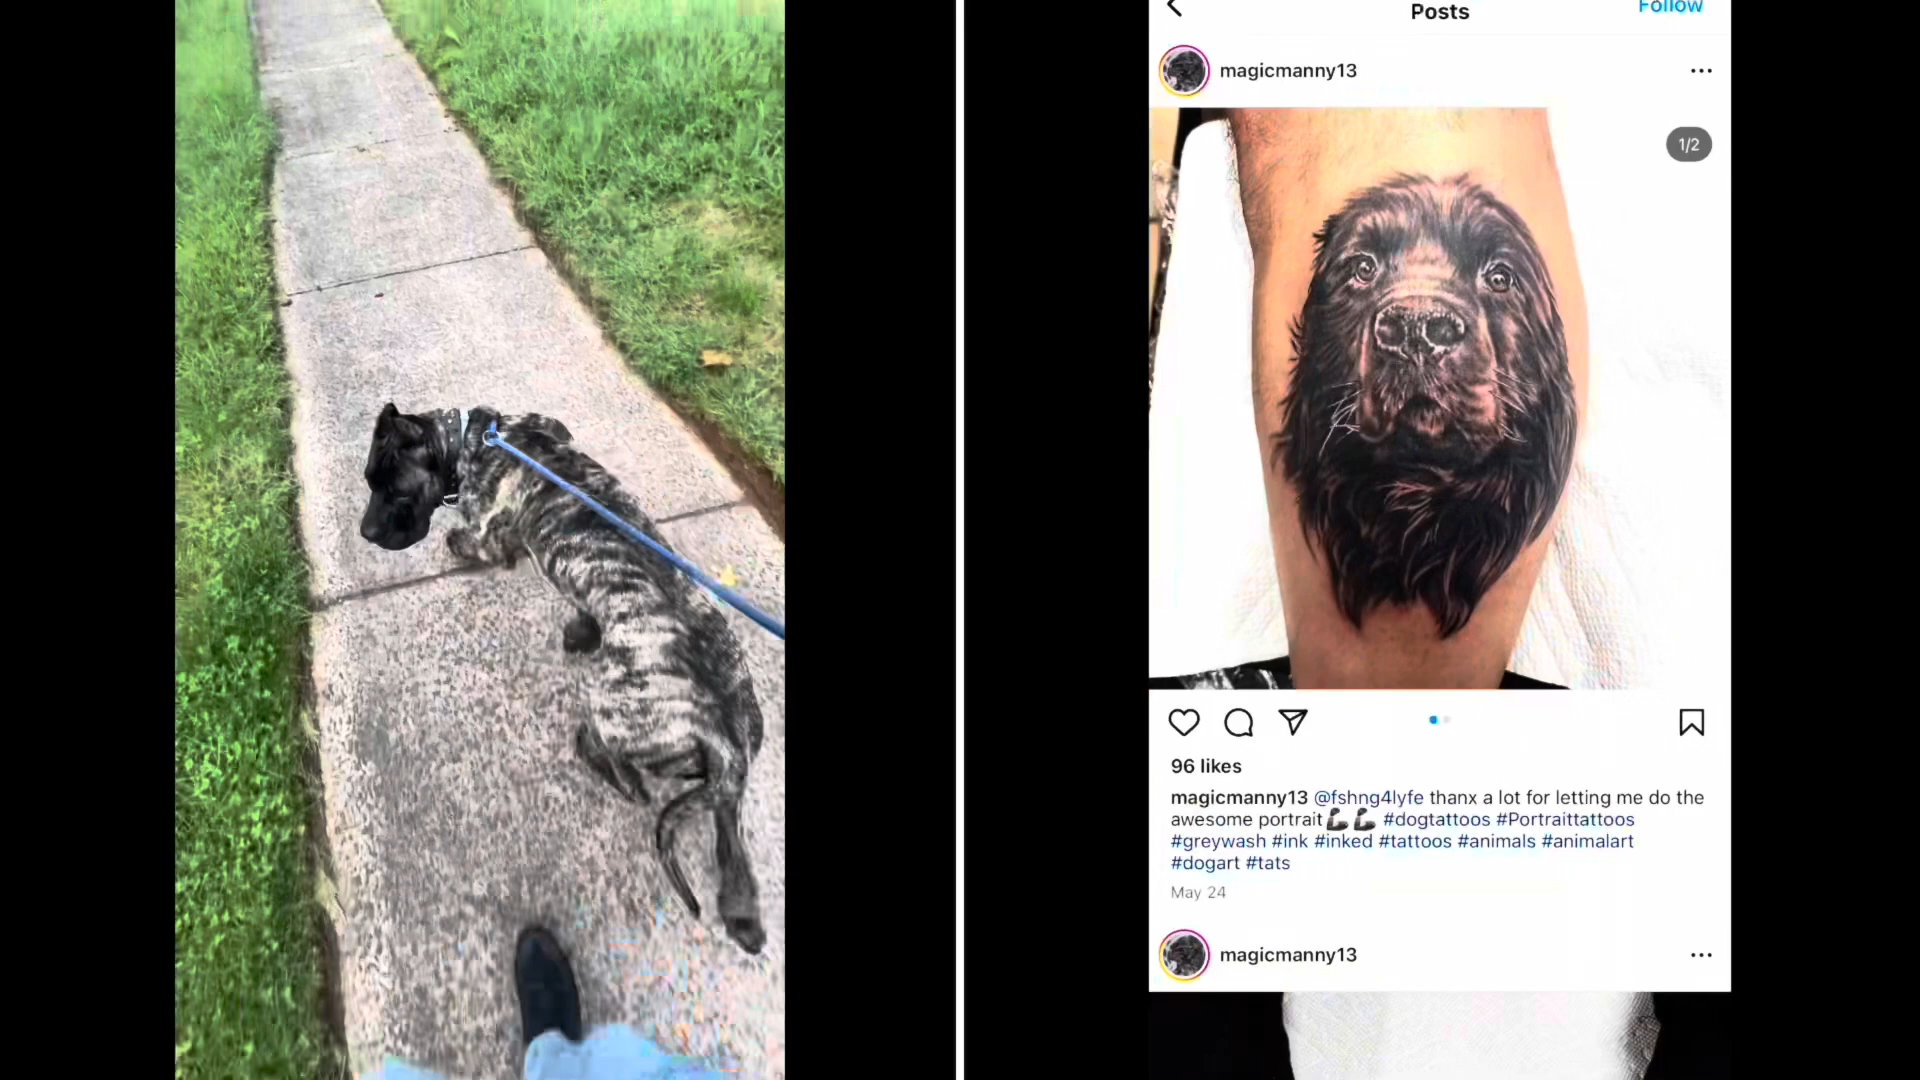 Posts
Follow
magicmanny13
1/2
96 likes
magicmanny13 @fshng4lyfe thanx a lot for letting me do the
awesome portrait💪🏿💪🏿 #dogtattoos #Portraittattoos
#greywash #ink #inked #tattoos #animals #animalart
#dogart #tats
May 24
magicmanny13